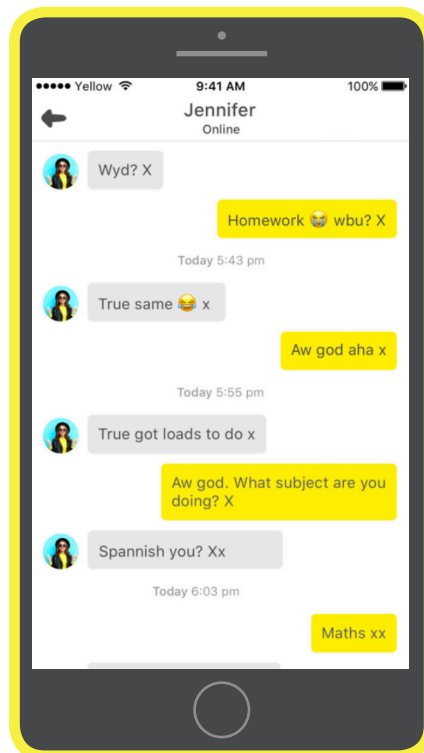 Yellow 9:41 AM 100%
Jennifer
Online
Wyd? X
Homework 😭 wbu? X
Today 5:43 pm
True same 😂 x
Aw god aha x
Today 5:55 pm
True got loads to do x
Aw god. What subject are you
doing? X
Spannish you? Xx
Today 6:03 pm
Maths xx